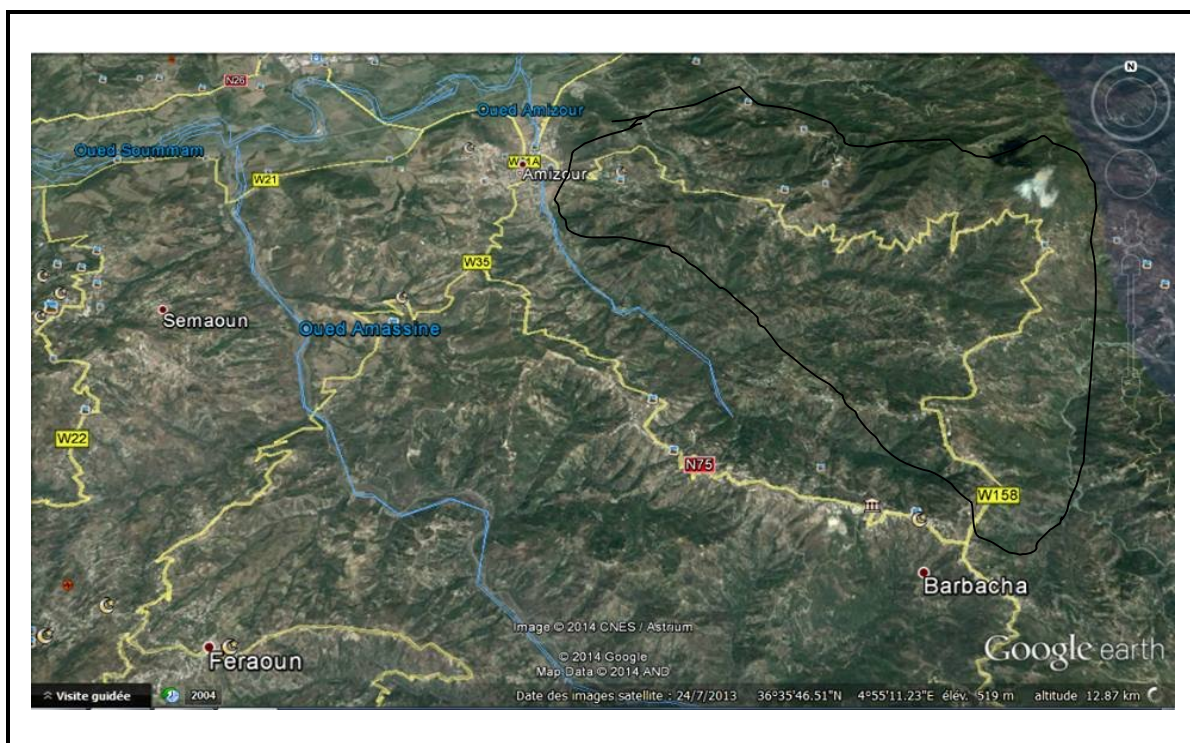 N
N26
Oued Amizour
Oued Soummam
W21
Amizour
W35
Semaoun
Oued Amassine
W22
N75
W158
Barbacha
Feraoun
Image © 2014 CNES / Astrium
© 2014 Google
Map Data © 2014 AND
Google earth
Visite guidée
2004
Date des images satellite : 24/7/2013 36°35'46.51"N 4°55'11.23"E élév. 519 m altitude 12.87 km